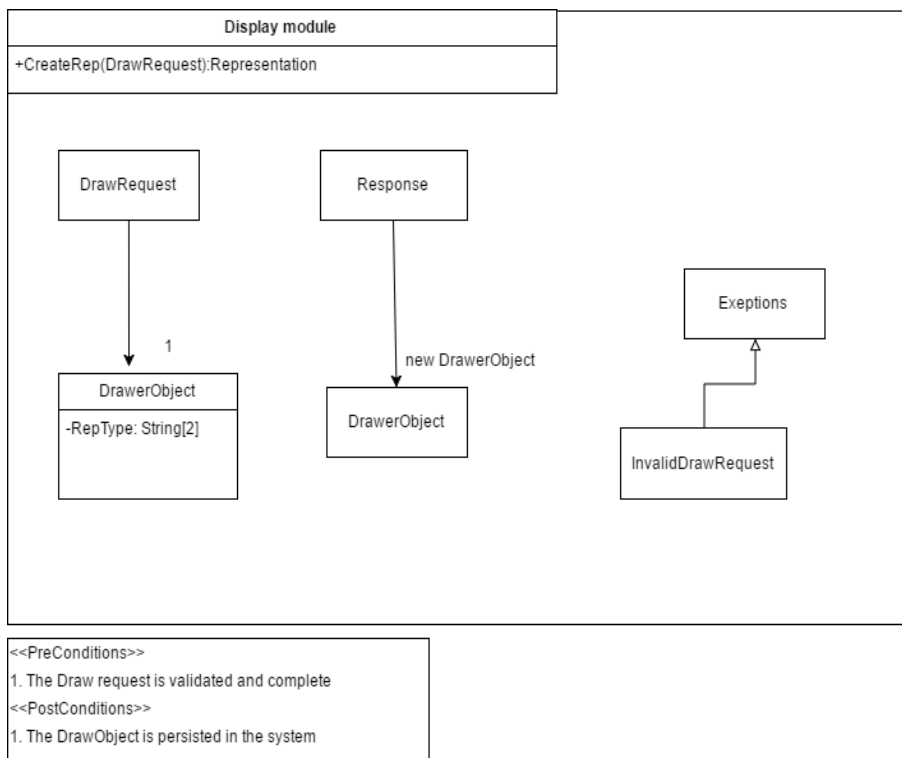 Display module
+CreateRep(DrawRequest):Representation
DrawRequest
Response
Exeptions
1
new DrawerObject
DrawerObject
-RepType: String[2]
DrawerObject
InvalidDrawRequest
<<PreConditions>>
1. The Draw request is validated and complete
<<PostConditions>>
1. The DrawObject is persisted in the system